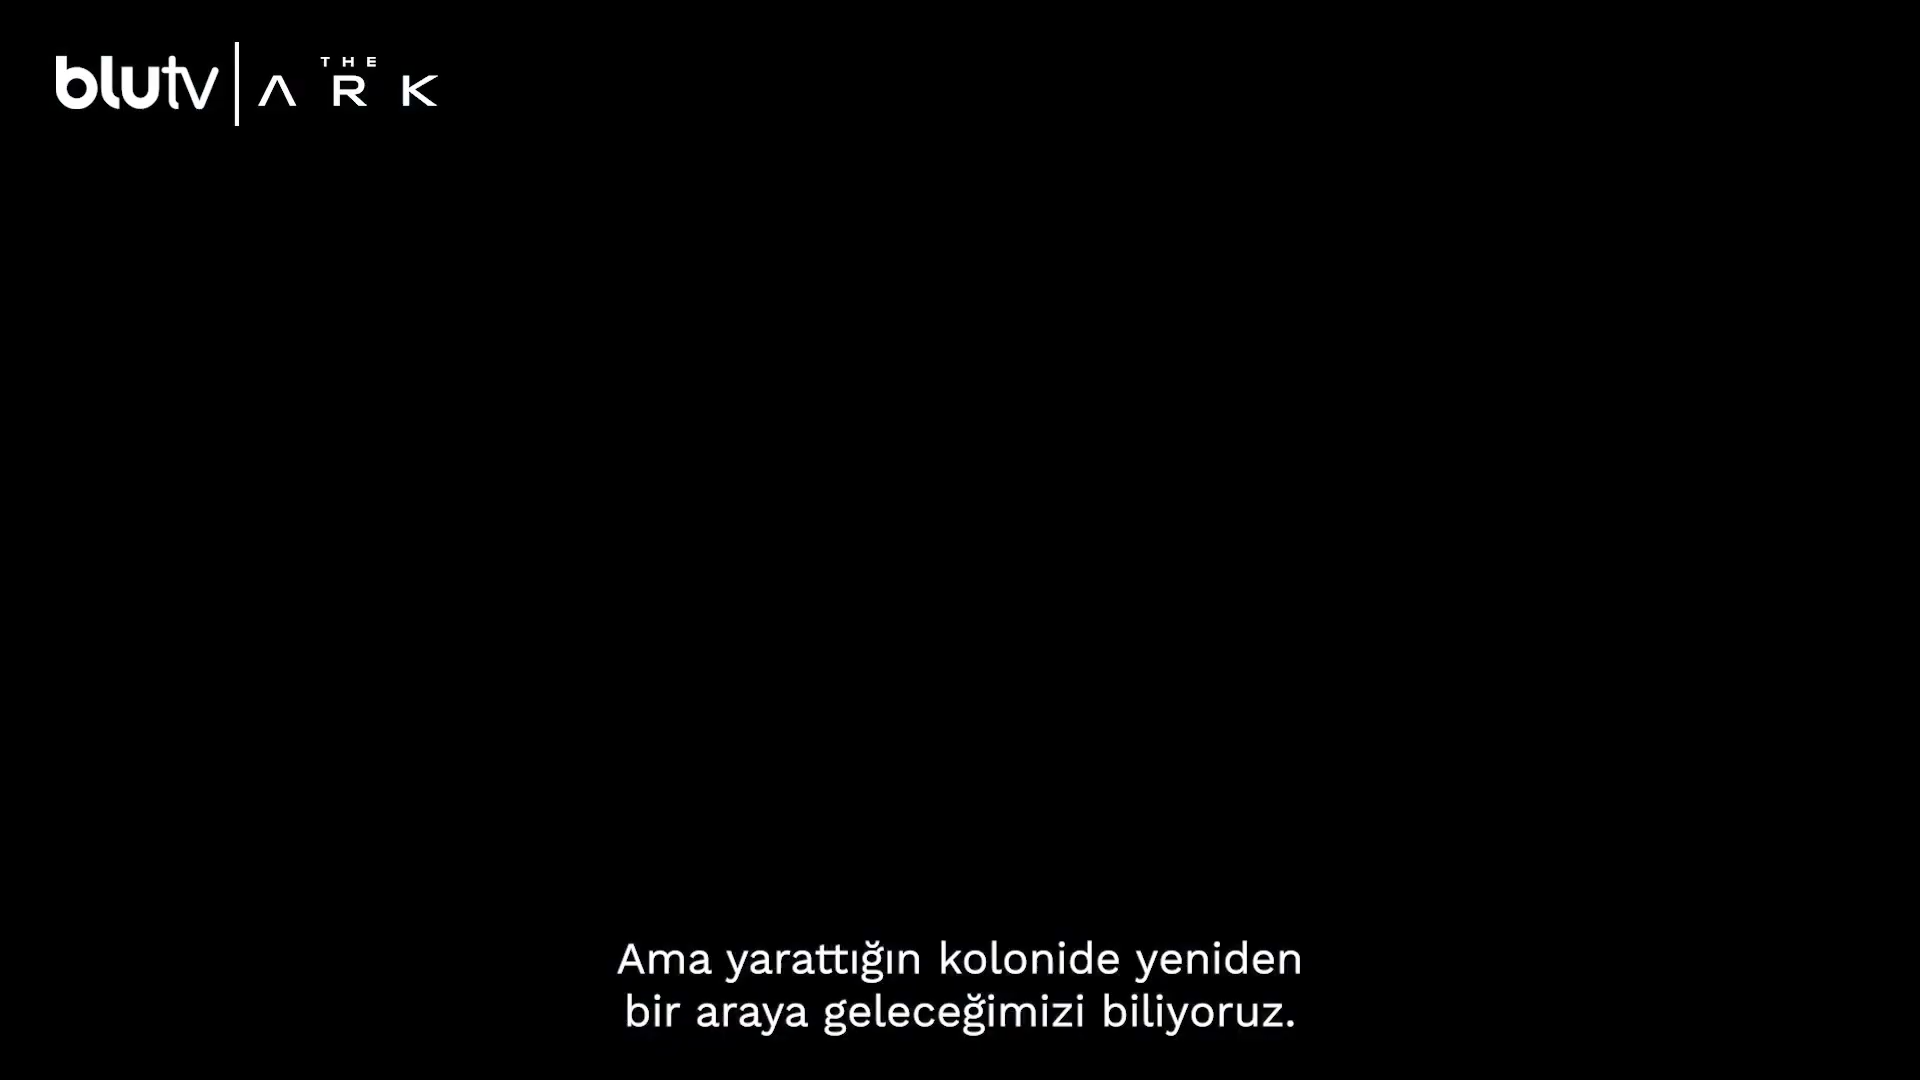 blutv
THE
ARK
Ama yarattığın kolonide yeniden
bir araya geleceğimizi biliyoruz.